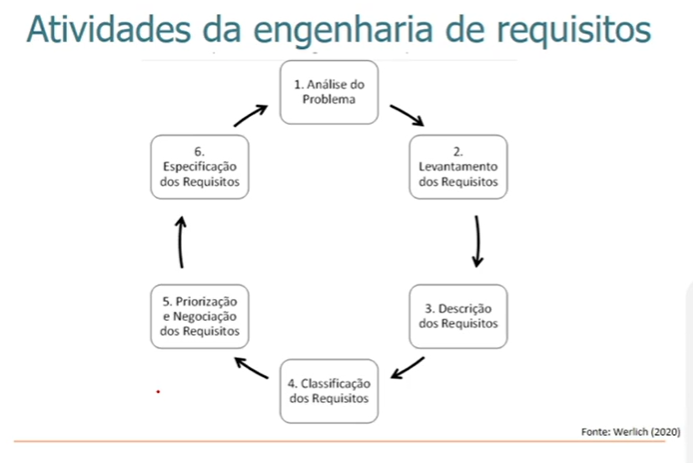 Atividades da engenharia de requisitos
1. Análise do
Problema
2.
Levantamento
dos Requisitos
3. Descrição
dos Requisitos
4. Classificação
dos Requisitos
5. Priorização
e Negociação
dos Requisitos
6.
Especificação
dos Requisitos
Fonte: Werlich (2020)